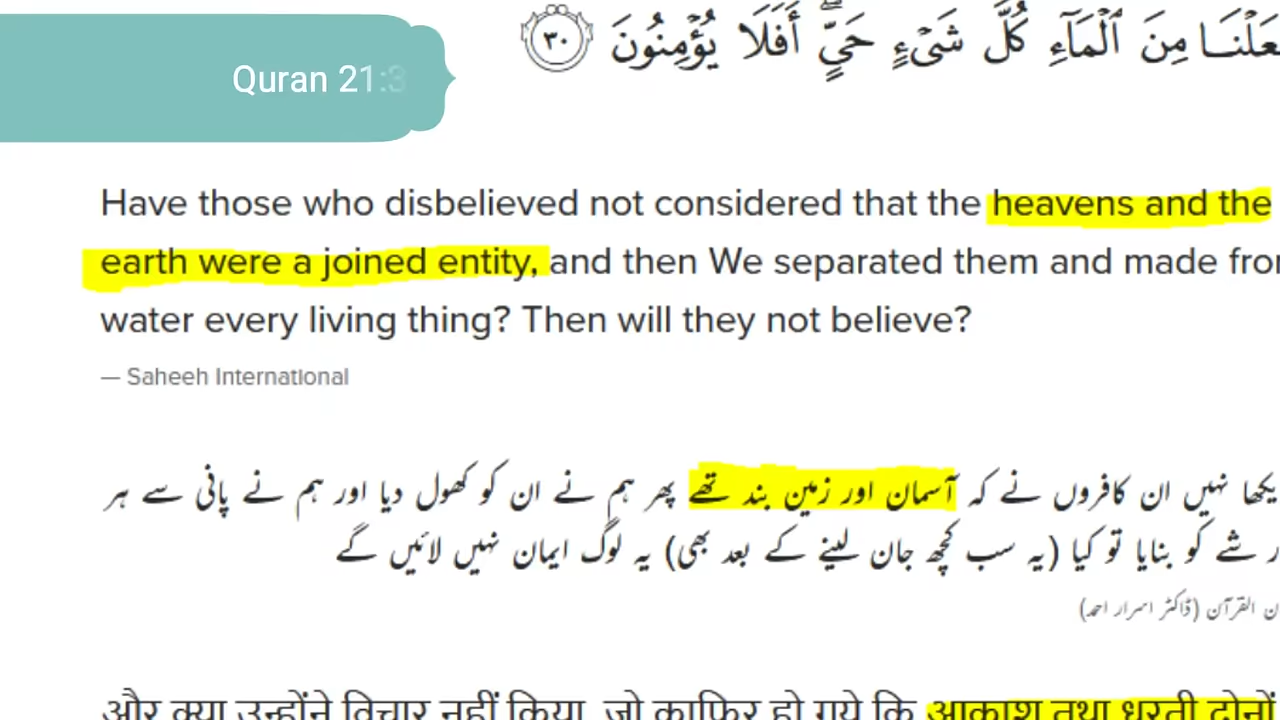 مِنَ ٱلْمَآءِ كُلَّ شَىْءٍ حَىٍّ ۖ أَفَلَا يُؤْمِنُونَ ٣٠
Quran 21:3
Have those who disbelieved not considered that the heavens and the
earth were a joined entity, and then We separated them and made from
water every living thing? Then will they not believe?
— Saheeh International
نہیں ان کافروں نے کہ آسمان اور زمین بند تھے پھر ہم نے ان کو کھول دیا اور ہم نے پانی سے ہر
شے کو بنایا تو کیا (یہ سب کچھ جان لینے کے بعد بھی) یہ لوگ ایمان نہیں لائیں گے
القرآن (ڈاکٹر اسرار احمد)
और क्या उन्होंने विचार नहीं किया, जो काफ़िर हो गये कि आकाश तथा धरती दोनों